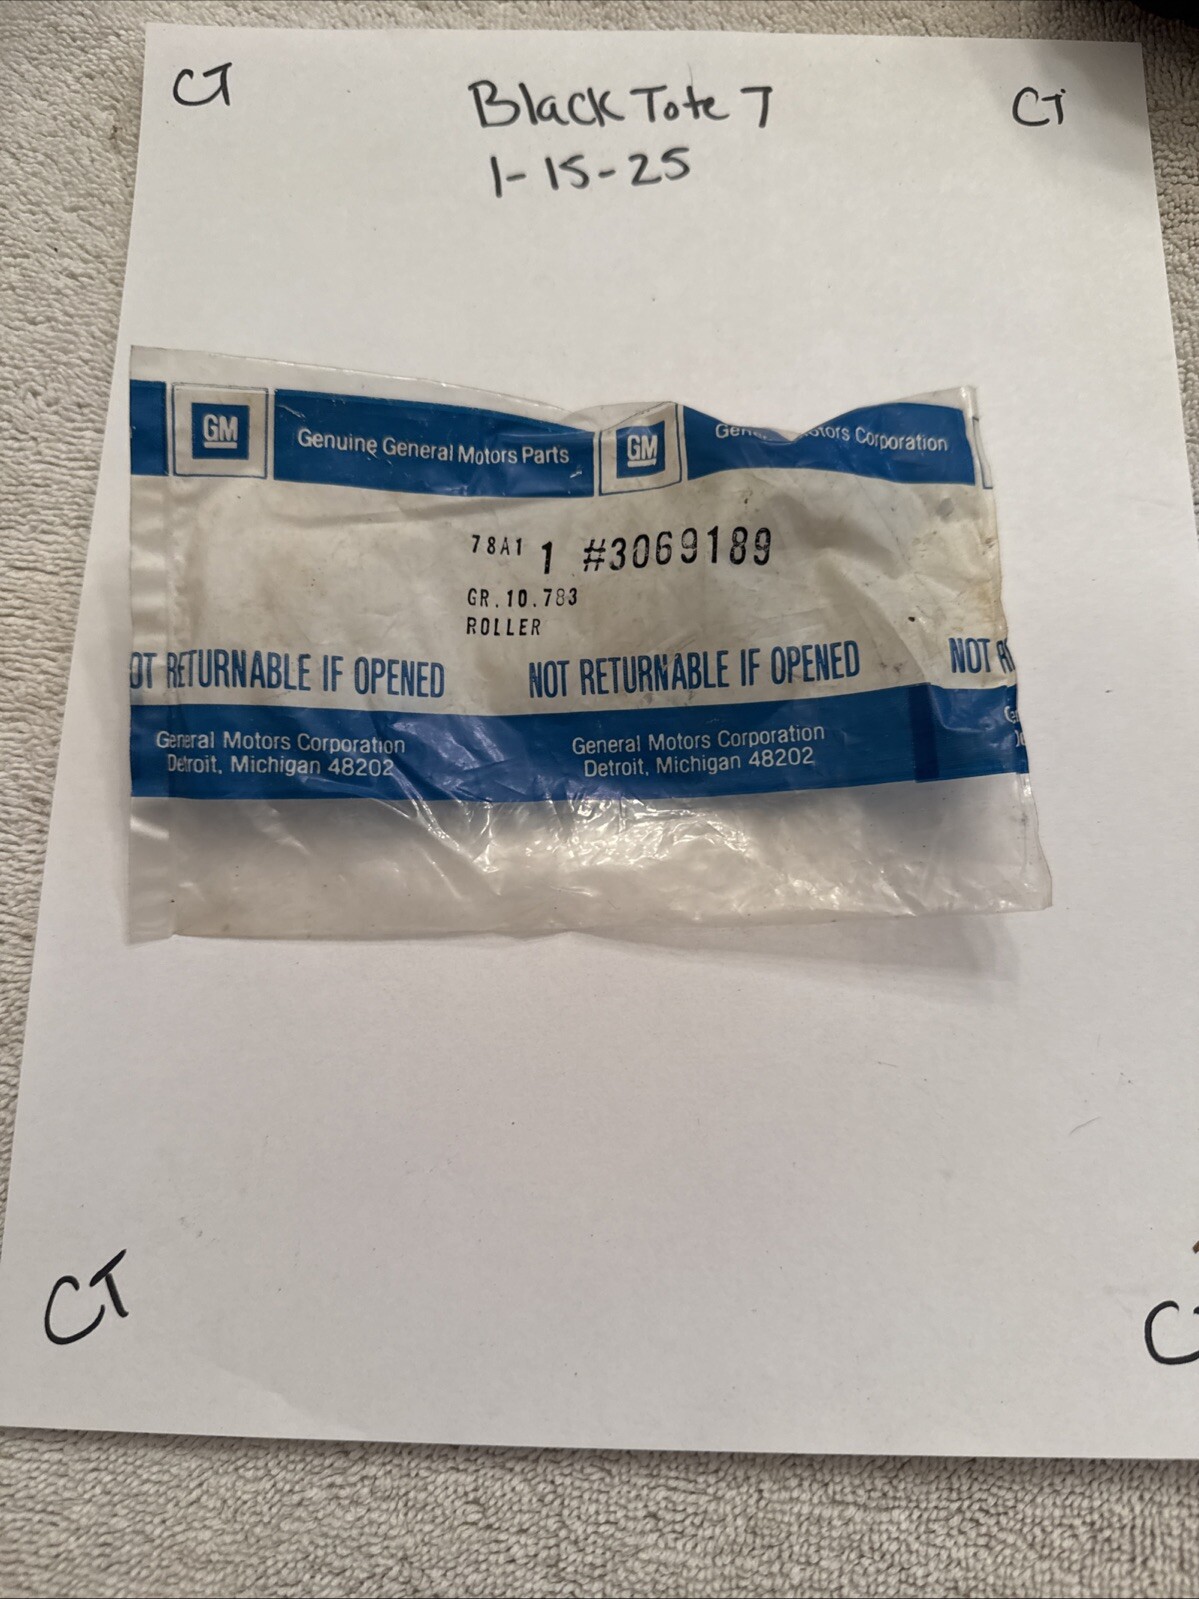 CT
Black Tote 7
CT
1-15-25
GM
Genuine General Motors Parts
GM
Motors Corporation
78A1 1 #3069189
GR.10.783
ROLLER
OT RETURNABLE IF OPENED
NOT RETURNABLE IF OPENED
NOT
General Motors Corporation
Detroit, Michigan 48202
General Motors Corporation
Detroit, Michigan 48202
CT